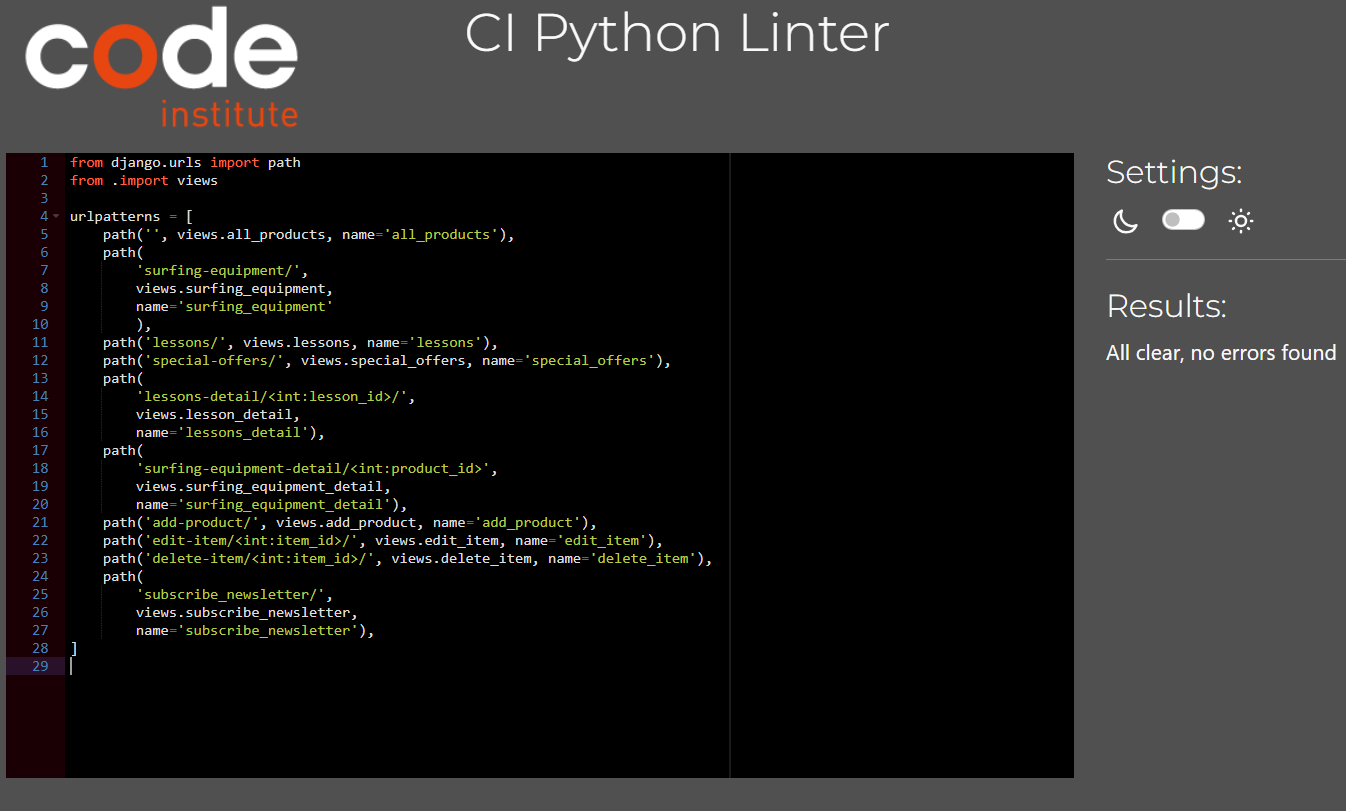 code
institute
CI Python Linter
1 from django.urls import path
2 from .import views
3
4 urlpatterns = [
5     path('', views.all_products, name='all_products'),
6     path(
7         'surfing-equipment/',
8         views.surfing_equipment,
9         name='surfing_equipment'
10         ),
11     path('lessons/', views.lessons, name='lessons'),
12     path('special-offers/', views.special_offers, name='special_offers'),
13     path(
14         'lessons-detail/<int:lesson_id>/',
15         views.lesson_detail,
16         name='lessons_detail'),
17     path(
18         'surfing-equipment-detail/<int:product_id>',
19         views.surfing_equipment_detail,
20         name='surfing_equipment_detail'),
21     path('add-product/', views.add_product, name='add_product'),
22     path('edit-item/<int:item_id>/', views.edit_item, name='edit_item'),
23     path('delete-item/<int:item_id>/', views.delete_item, name='delete_item'),
24     path(
25         'subscribe_newsletter/',
26         views.subscribe_newsletter,
27         name='subscribe_newsletter'),
28 ]
29
Settings:
Results:
All clear, no errors found